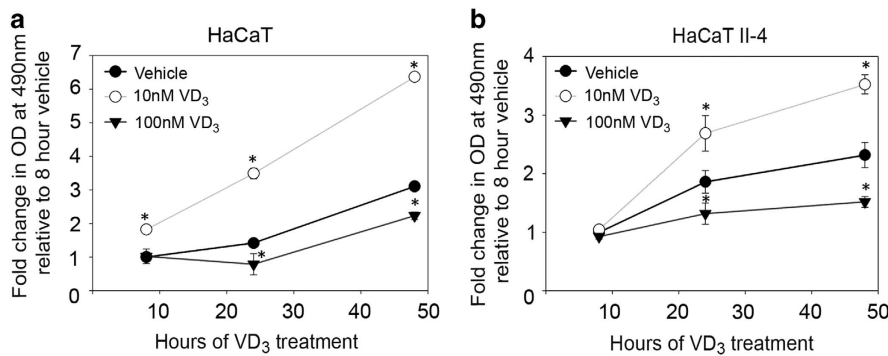 a
HaCaT
Fold change in OD at 490nm
relative to 8 hour vehicle
7
6
5
4
3
2
1
0
Vehicle
10nM VD₃
100nM VD₃
*
*
*
*
*
10 20 30 40 50
Hours of VD₃ treatment
b
HaCaT II-4
Fold change in OD at 490nm
relative to 8 hour vehicle
4
3
2
1
0
Vehicle
10nM VD₃
100nM VD₃
*
*
*
*
10 20 30 40 50
Hours of VD₃ treatment